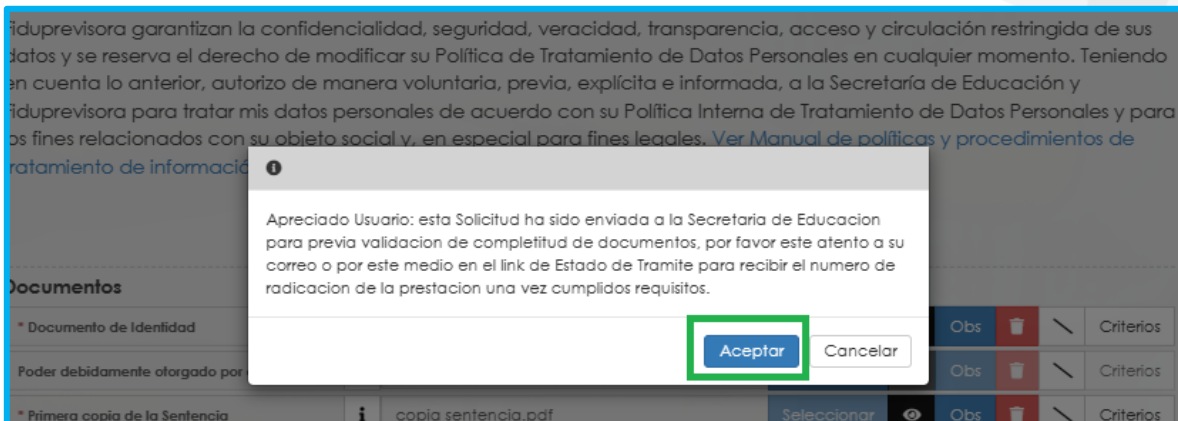 iduprevisora garantizan la confidencialidad, seguridad, veracidad, transparencia, acceso y circulación restringida de sus
datos y se reserva el derecho de modificar su Política de Tratamiento de Datos Personales en cualquier momento. Teniendo
en cuenta lo anterior, autorizo de manera voluntaria, previa, explícita e informada, a la Secretaría de Educación y
iduprevisora para tratar mis datos personales de acuerdo con su Política Interna de Tratamiento de Datos Personales y para
os fines relacionados con su objeto social y, en especial para fines legales. Ver Manual de políticas y procedimientos de
ratamiento de informació
Apreciado Usuario: esta Solicitud ha sido enviada a la Secretaria de Educacion
para previa validacion de completitud de documentos, por favor este atento a su
correo o por este medio en el link de Estado de Tramite para recibir el numero de
radicacion de la prestacion una vez cumplidos requisitos.
Aceptar Cancelar
Documentos
* Documento de Identidad Obs Criterios
Poder debidamente otorgado por Obs Criterios
* Primera copia de la Sentencia i copia sentencia.pdf Seleccionar Obs Criterios